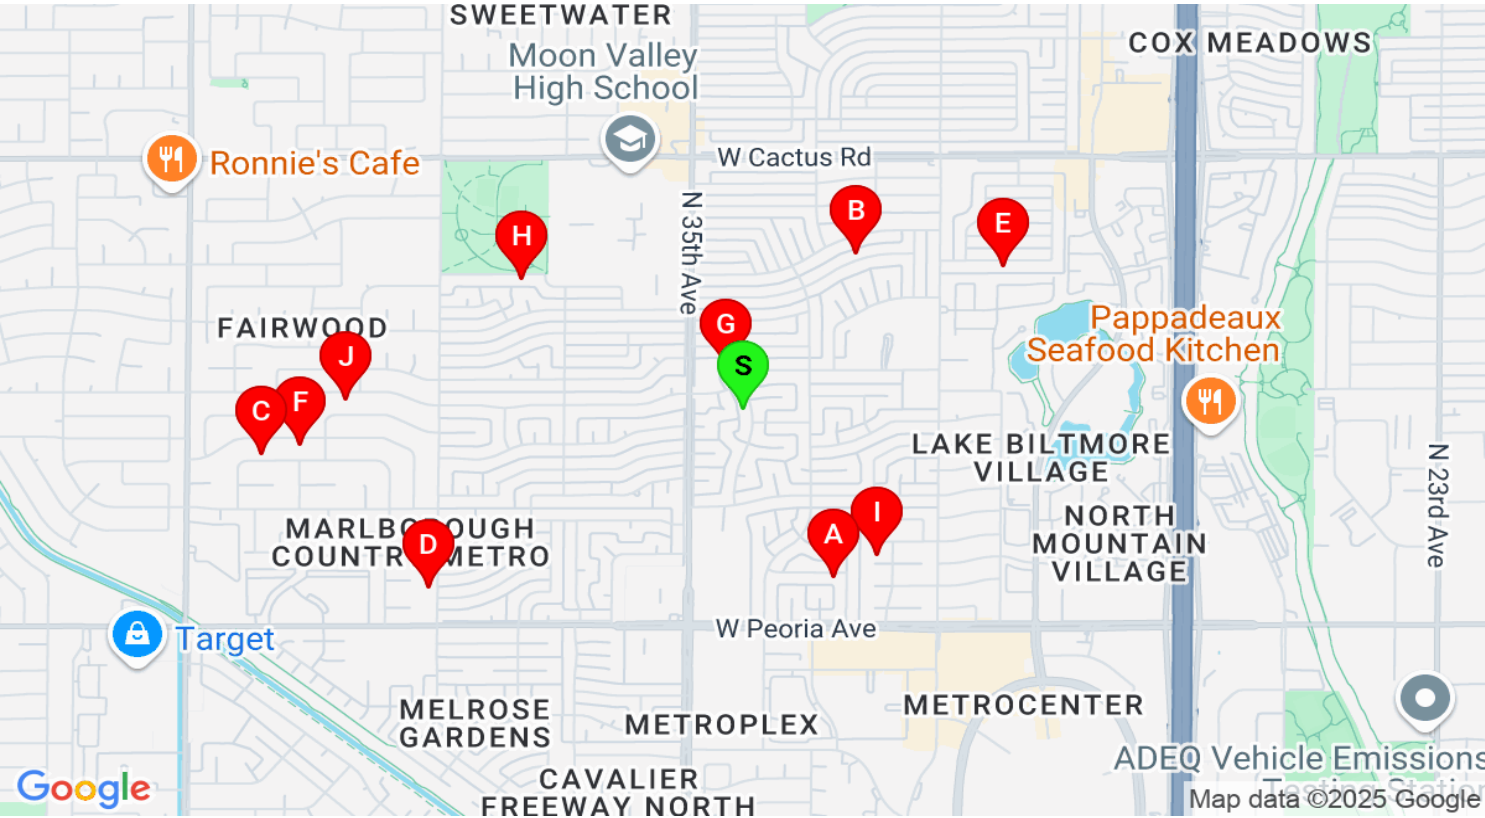 SWEETWATER
COX MEADOWS
Moon Valley
High School
W Cactus Rd
Ronnie's Cafe
N 35th Ave
B
E
H
FAIRWOOD
G
Pappadeaux
Seafood Kitchen
J
S
C
F
LAKE BILTMORE
VILLAGE
N 23rd Ave
MARLBOROUGH
COUNTRY METRO
D
A
I
NORTH
MOUNTAIN
VILLAGE
W Peoria Ave
Target
MELROSE
GARDENS
METROPLEX
METROCENTER
ADEQ Vehicle Emissions
Testing Station
CAVALIER
FREEWAY NORTH
Google
Map data ©2025 Google